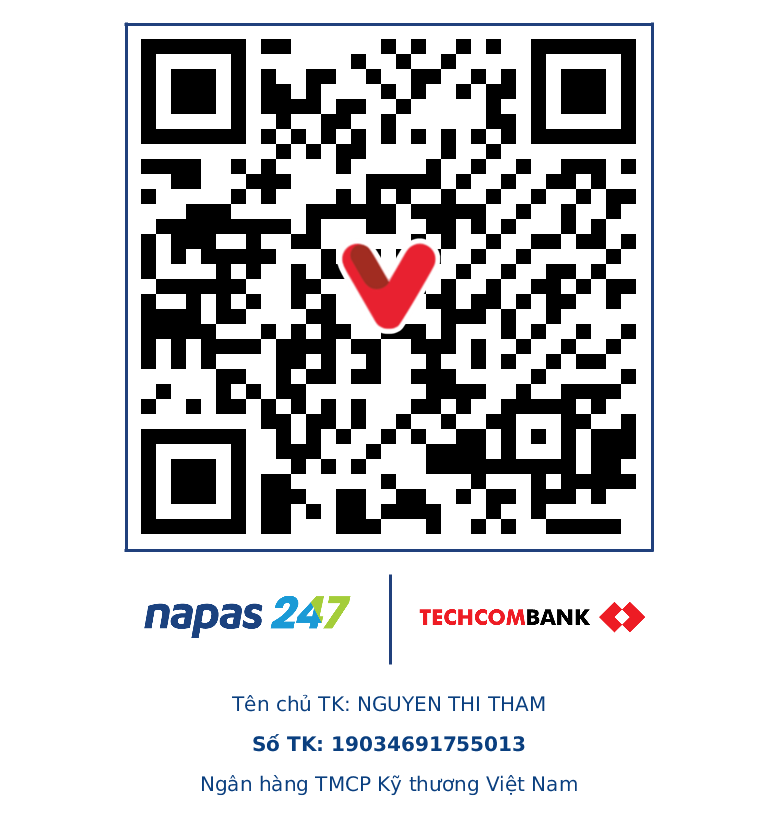 napas 247
TECHCOMBANK
Tên chủ TK: NGUYEN THI THAM
Số TK: 19034691755013
Ngân hàng TMCP Kỹ thương Việt Nam